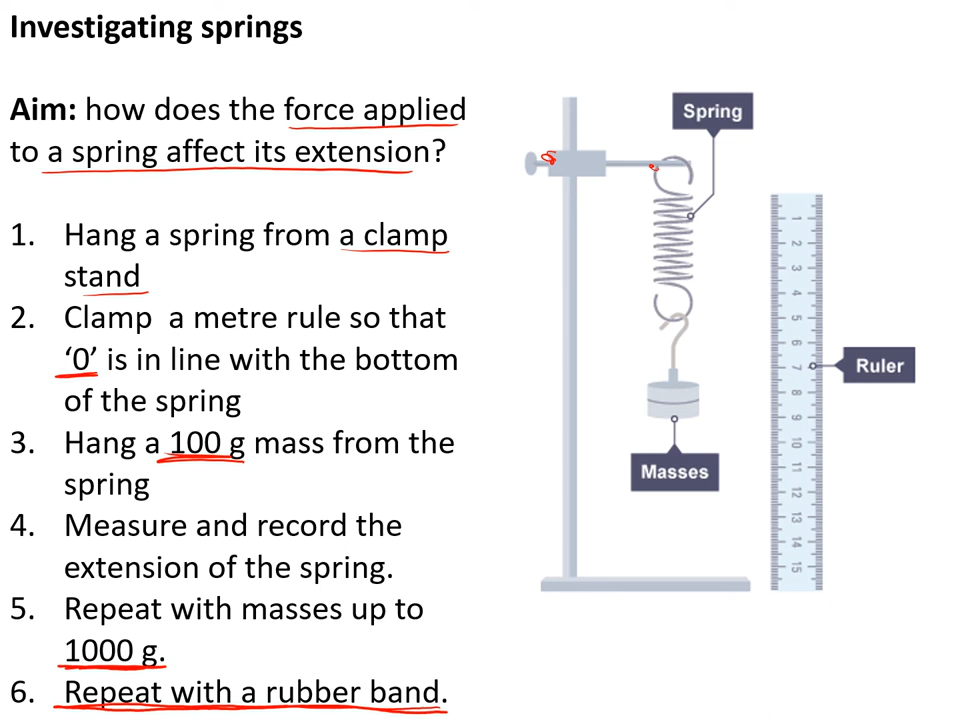 Investigating springs
Aim: how does the force applied
to a spring affect its extension?
1. Hang a spring from a clamp
stand
2. Clamp a metre rule so that
‘0’ is in line with the bottom
of the spring
3. Hang a 100 g mass from the
spring
4. Measure and record the
extension of the spring.
5. Repeat with masses up to
1000 g.
6. Repeat with a rubber band.
Spring
Masses
1
2
3
4
5
6
7
8
9
10
11
12
13
14
15
Ruler